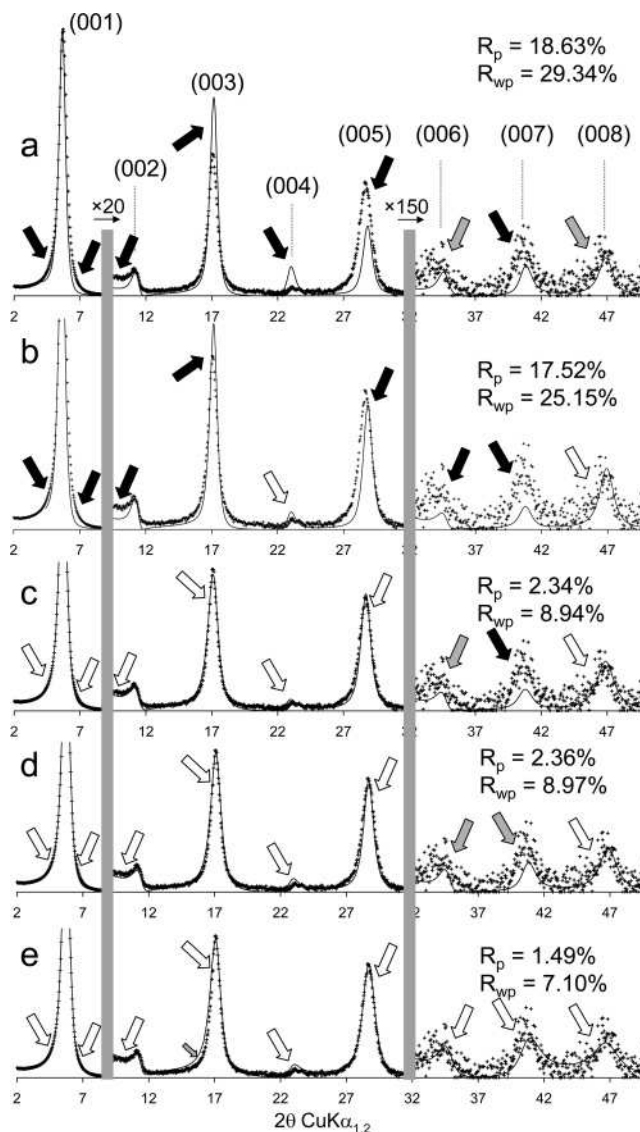 (001)
R_p = 18.63%
R_wp = 29.34%
(003)
a
(002)
(004)
(005)
(006)
(007)
(008)
×20
×150
2 7 12 17 22 27 32 37 42 47
b
R_p = 17.52%
R_wp = 25.15%
2 7 12 17 22 27 32 37 42 47
c
R_p = 2.34%
R_wp = 8.94%
2 7 12 17 22 27 32 37 42 47
d
R_p = 2.36%
R_wp = 8.97%
2 7 12 17 22 27 32 37 42 47
e
R_p = 1.49%
R_wp = 7.10%
2 7 12 17 22 27 32 37 42 47
2θ CuKα1,2